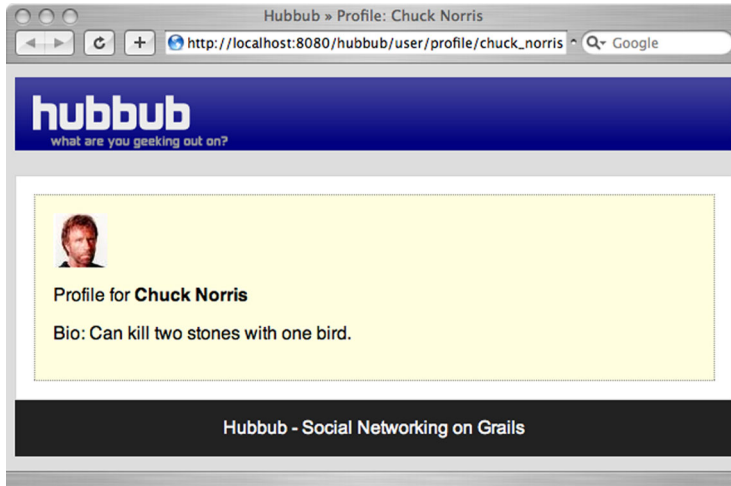 Hubbub » Profile: Chuck Norris
http://localhost:8080/hubbub/user/profile/chuck_norris
Google
hubbub
what are you geeking out on?
Profile for Chuck Norris
Bio: Can kill two stones with one bird.
Hubbub - Social Networking on Grails